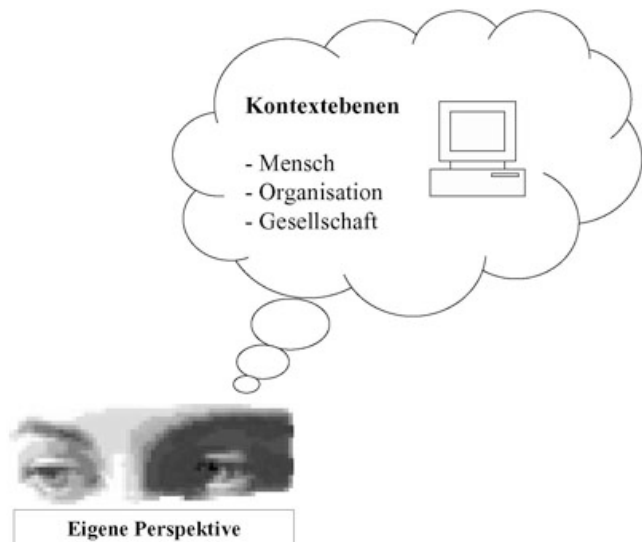 Kontextebenen
- Mensch
- Organisation
- Gesellschaft
Eigene Perspektive